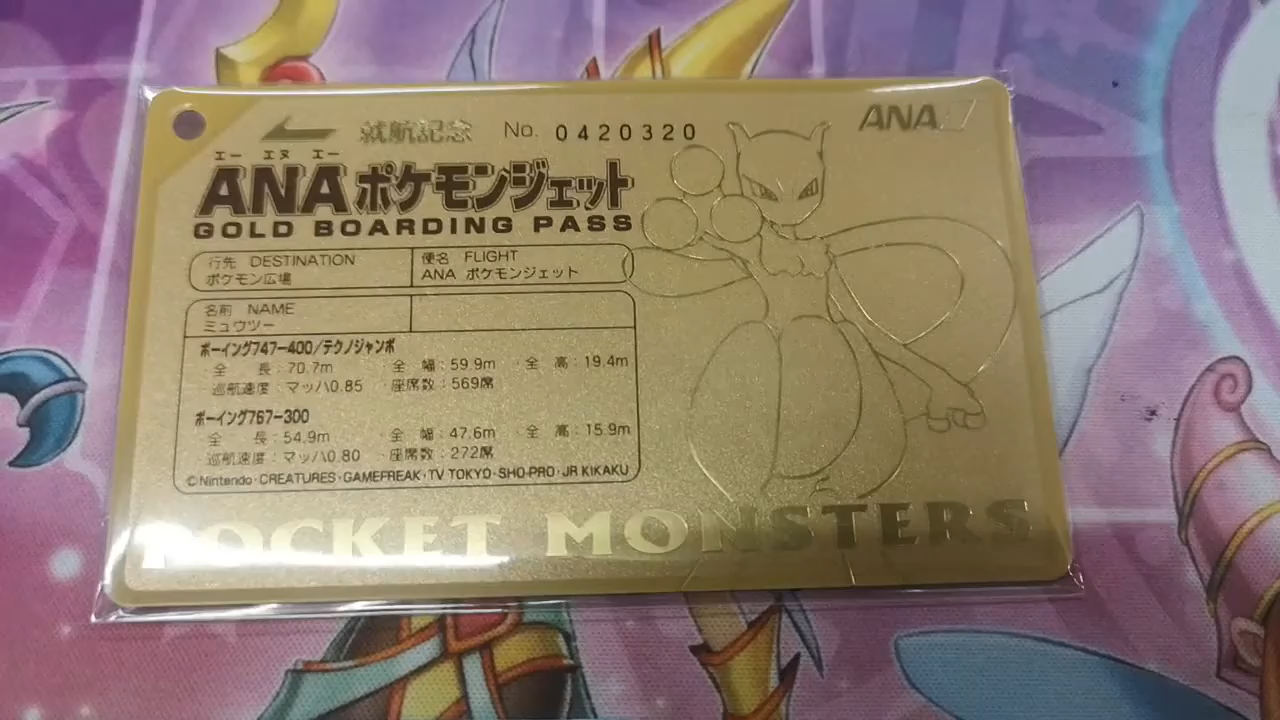 就航記念 No. 0420320
ANA
エー エヌ エー
ANAポケモンジェット
GOLD BOARDING PASS
行先 DESTINATION
ポケモン広場
便名 FLIGHT
ANA ポケモンジェット
名前 NAME
ミュウツー
ボーイング747-400/テクノジャンボ
・全 長:70.7m ・全 幅:59.9m ・全 高:19.4m
・巡航速度:マッハ0.85 ・座席数:569席
ボーイング767-300
・全 長:54.9m ・全 幅:47.6m ・全 高:15.9m
・巡航速度:マッハ0.80 ・座席数:272席
©Nintendo・CREATURES・GAMEFREAK・TV TOKYO・SHO-PRO・JR KIKAKU
POCKET MONSTERS